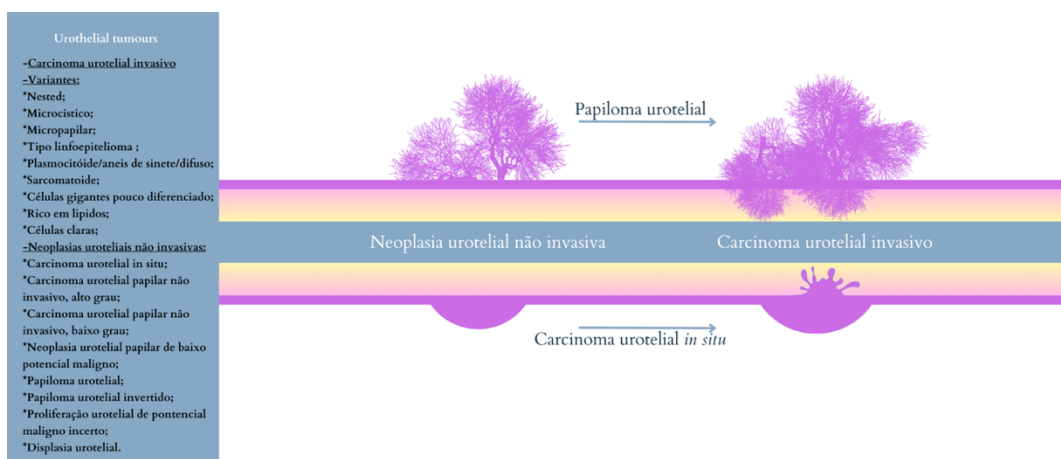 Urothelial tumours
-Carcinoma urotelial invasivo
-Variantes:
*Nested;
*Microcístico;
*Micropapilar;
*Tipo linfoepitelioma ;
*Plasmocitóide/aneis de sinete/difuso;
*Sarcomatoide;
*Células gigantes pouco diferenciado;
*Rico em lipidos;
*Células claras;
-Neoplasias uroteliais não invasivas:
*Carcinoma urotelial in situ;
*Carcinoma urotelial papilar não
invasivo, alto grau;
*Carcinoma urotelial papilar não
invasivo, baixo grau;
*Neoplasia urotelial papilar de baixo
potencial maligno;
*Papiloma urotelial;
*Papiloma urotelial invertido;
*Proliferação urotelial de pontencial
maligno incerto;
*Displasia urotelial.
Papiloma urotelial
Neoplasia urotelial não invasiva
Carcinoma urotelial invasivo
Carcinoma urotelial in situ